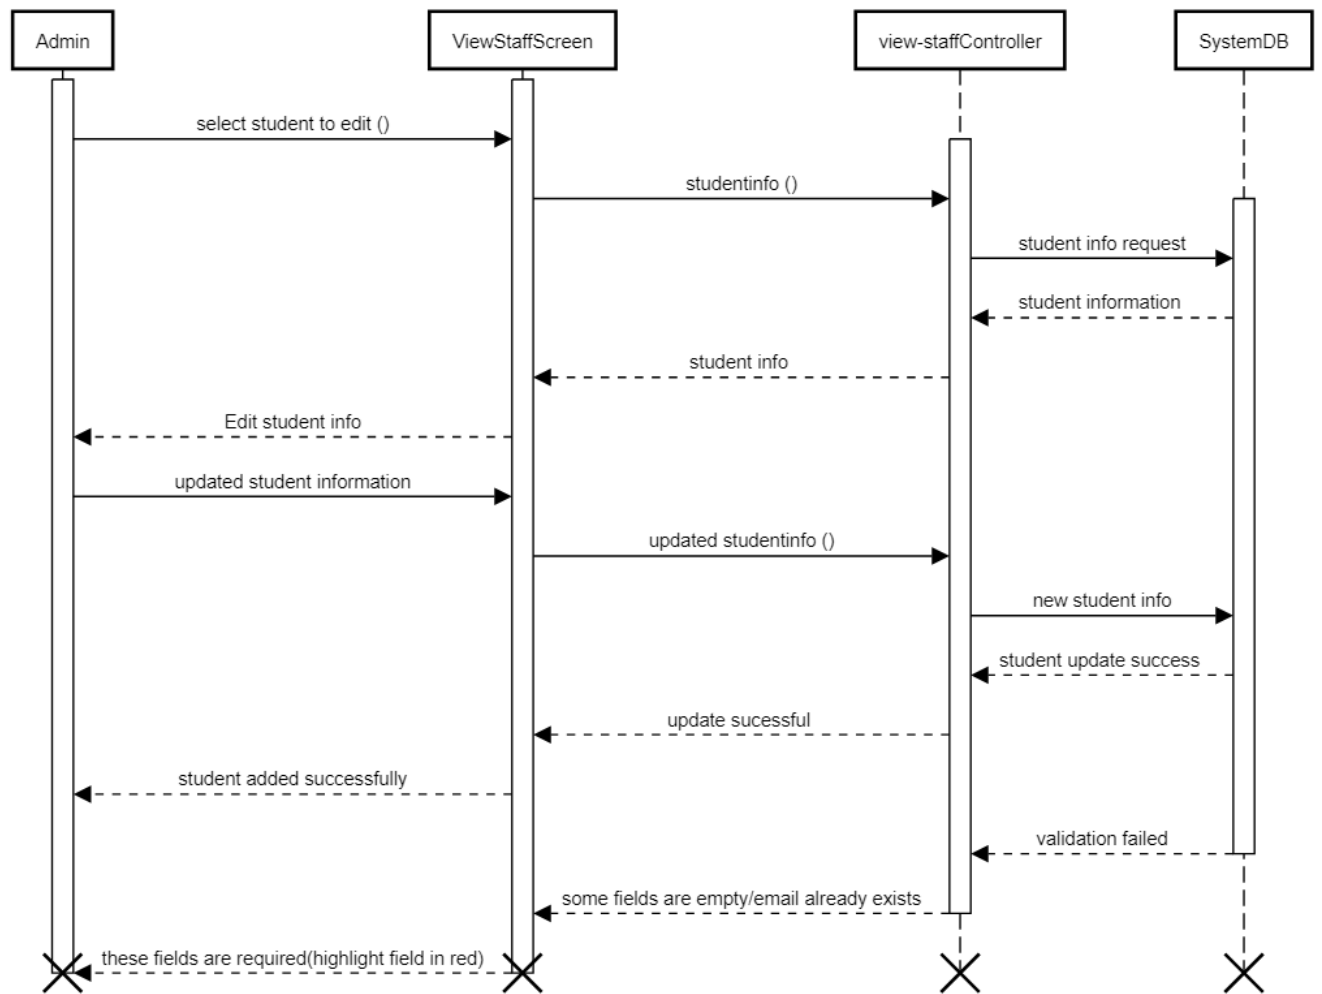 Admin
ViewStaffScreen
view-staffController
SystemDB
select student to edit ()
studentinfo ()
student info request
student information
student info
Edit student info
updated student information
updated studentinfo ()
new student info
student update success
update sucessful
student added successfully
validation failed
some fields are empty/email already exists
these fields are required(highlight field in red)